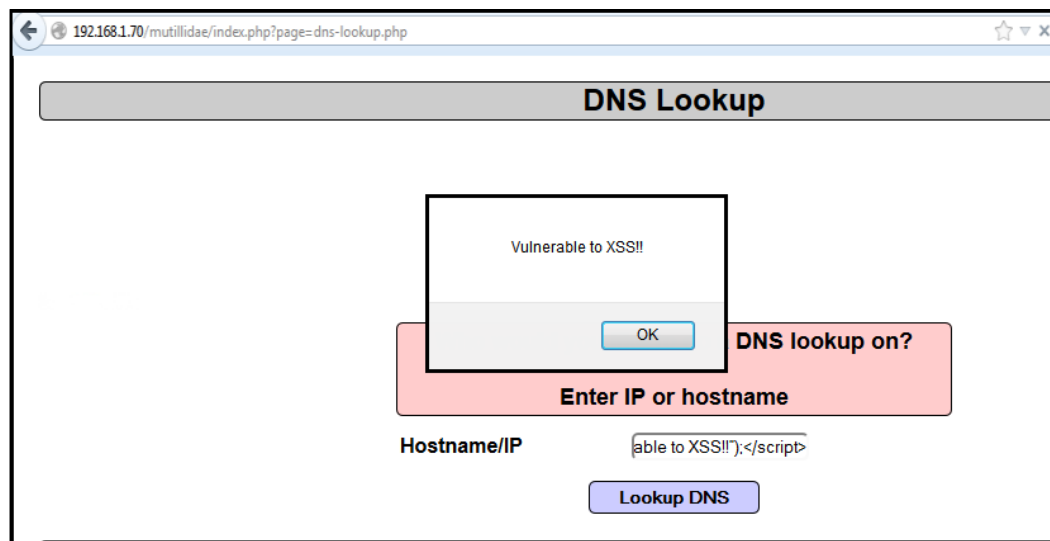 192.168.1.70/mutillidae/index.php?page=dns-lookup.php
DNS Lookup
Vulnerable to XSS!!
OK
DNS lookup on?
Enter IP or hostname
Hostname/IP
able to XSS!!");</script>
Lookup DNS